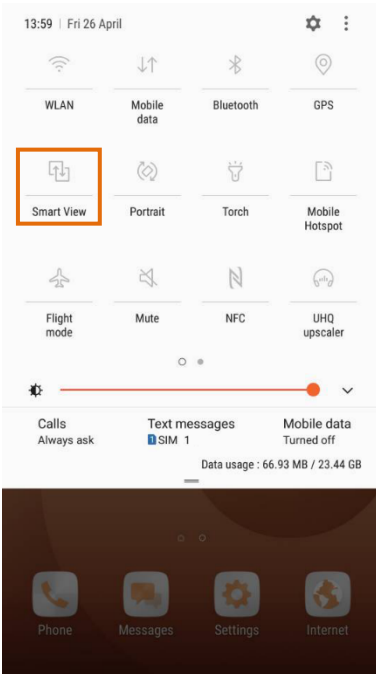 13:59 | Fri 26 April
WLAN Mobile data Bluetooth GPS
Smart View Portrait Torch Mobile Hotspot
Flight mode Mute NFC UHQ upscaler
Calls Text messages Mobile data
Always ask 1 SIM 1 Turned off
Data usage : 66.93 MB / 23.44 GB
Phone Messages Settings Internet